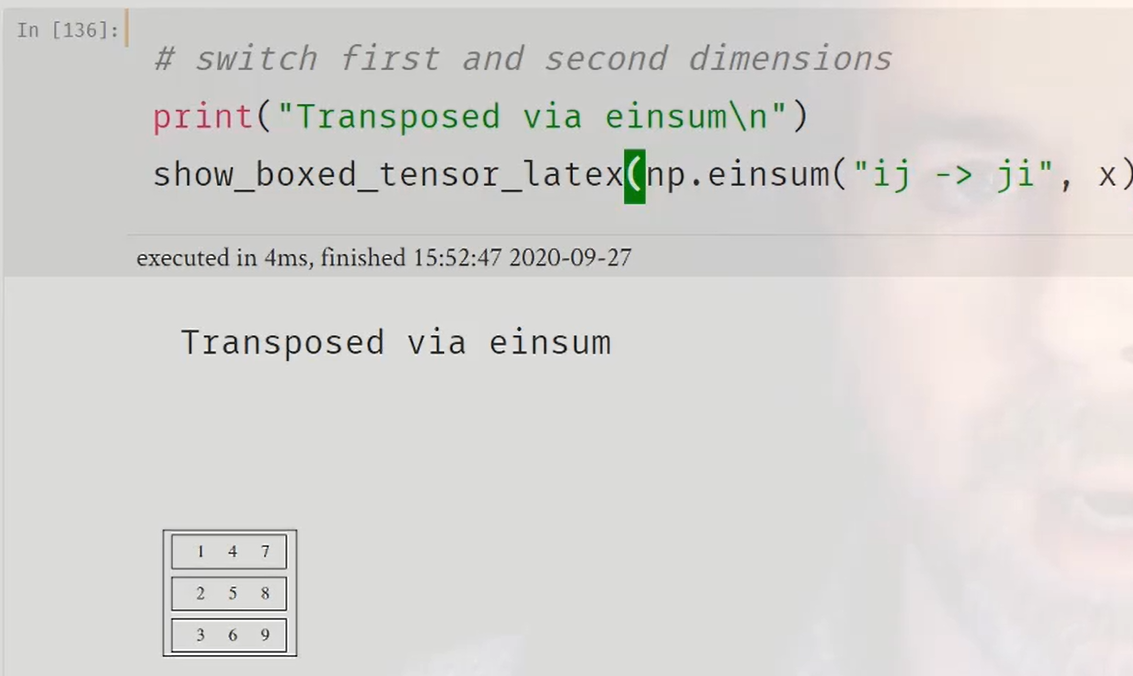 In [136]:
# switch first and second dimensions
print("Transposed via einsum\n")
show_boxed_tensor_latex(np.einsum("ij -> ji", x)
executed in 4ms, finished 15:52:47 2020-09-27
Transposed via einsum
1 4 7
2 5 8
3 6 9